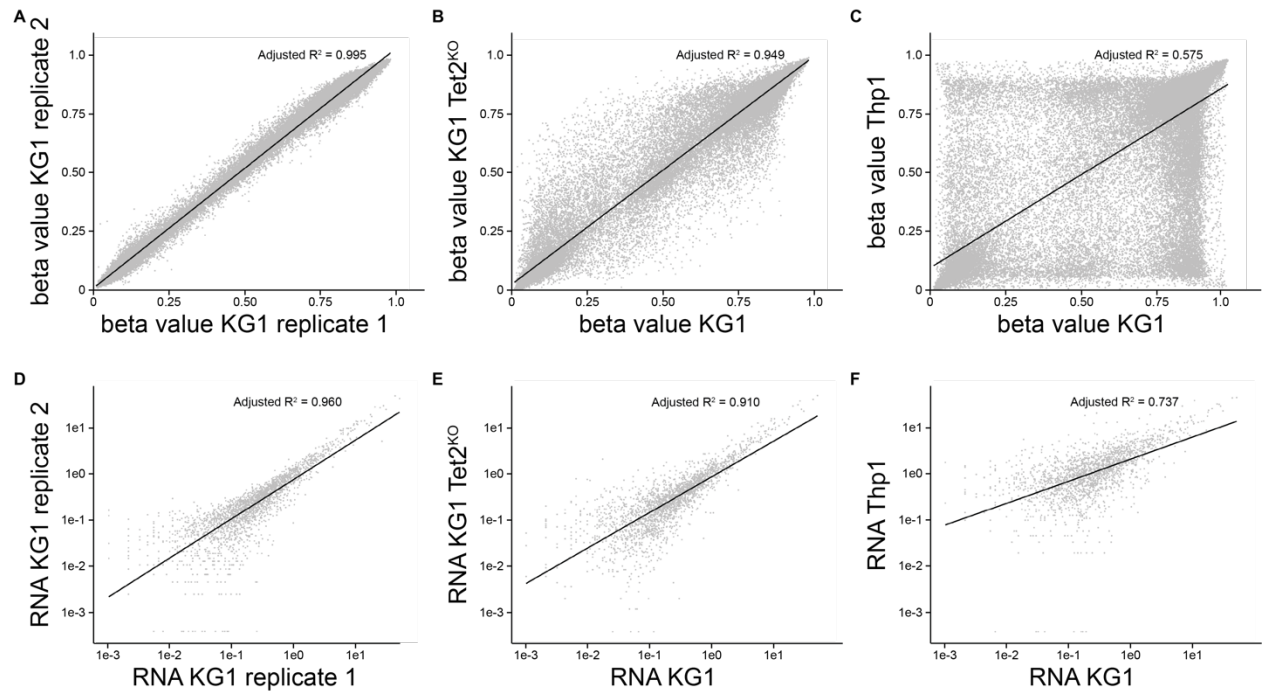 A
beta value KG1 replicate 2
1.0
0.75
0.50
0.25
0
Adjusted R² = 0.995
0
0.25
0.50
0.75
1.0
beta value KG1 replicate 1
B
beta value KG1 Tet2ᴷᴼ
1.0
0.75
0.50
0.25
0
Adjusted R² = 0.949
0
0.25
0.50
0.75
1.0
beta value KG1
C
beta value Thp1
1.0
0.75
0.50
0.25
0
Adjusted R² = 0.575
0
0.25
0.50
0.75
1.0
beta value KG1
D
RNA KG1 replicate 2
1e1
1e0
1e-1
1e-2
1e-3
Adjusted R² = 0.960
1e-3
1e-2
1e-1
1e0
1e1
RNA KG1 replicate 1
E
RNA KG1 Tet2ᴷᴼ
1e1
1e0
1e-1
1e-2
1e-3
Adjusted R² = 0.910
1e-3
1e-2
1e-1
1e0
1e1
RNA KG1
F
RNA Thp1
1e1
1e0
1e-1
1e-2
1e-3
Adjusted R² = 0.737
1e-3
1e-2
1e-1
1e0
1e1
RNA KG1